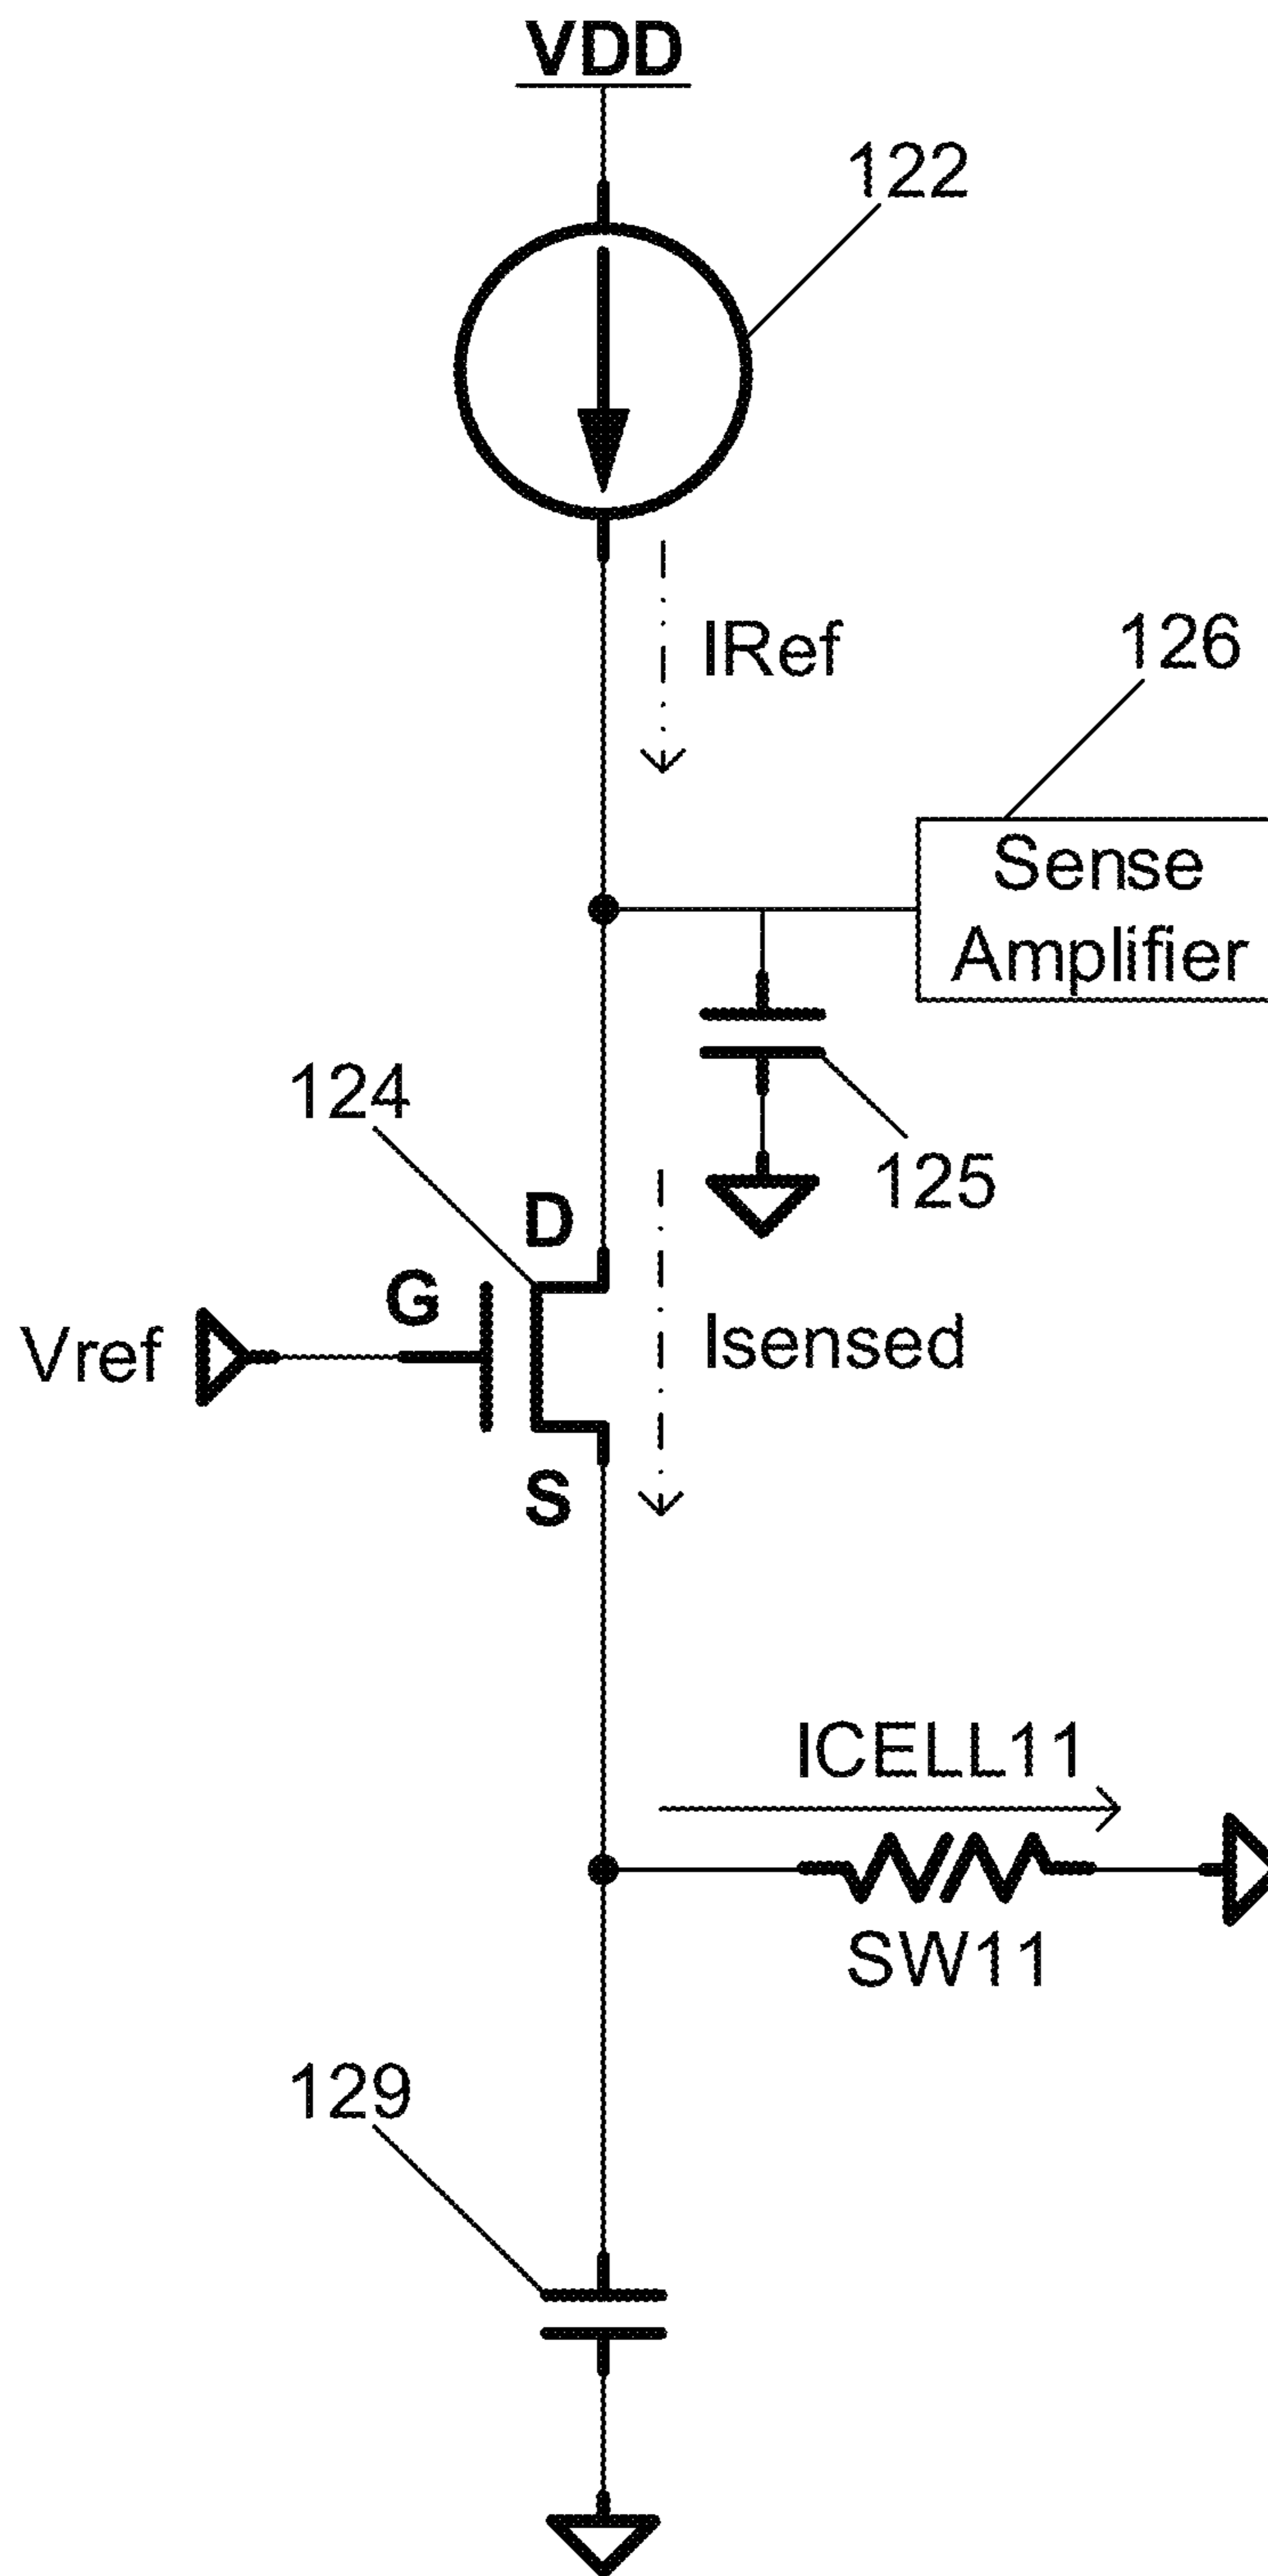 VDD
122
IRef
126
Sense
Amplifier
124
125
D
G
Vref
Isensed
S
ICELL11
SW11
129